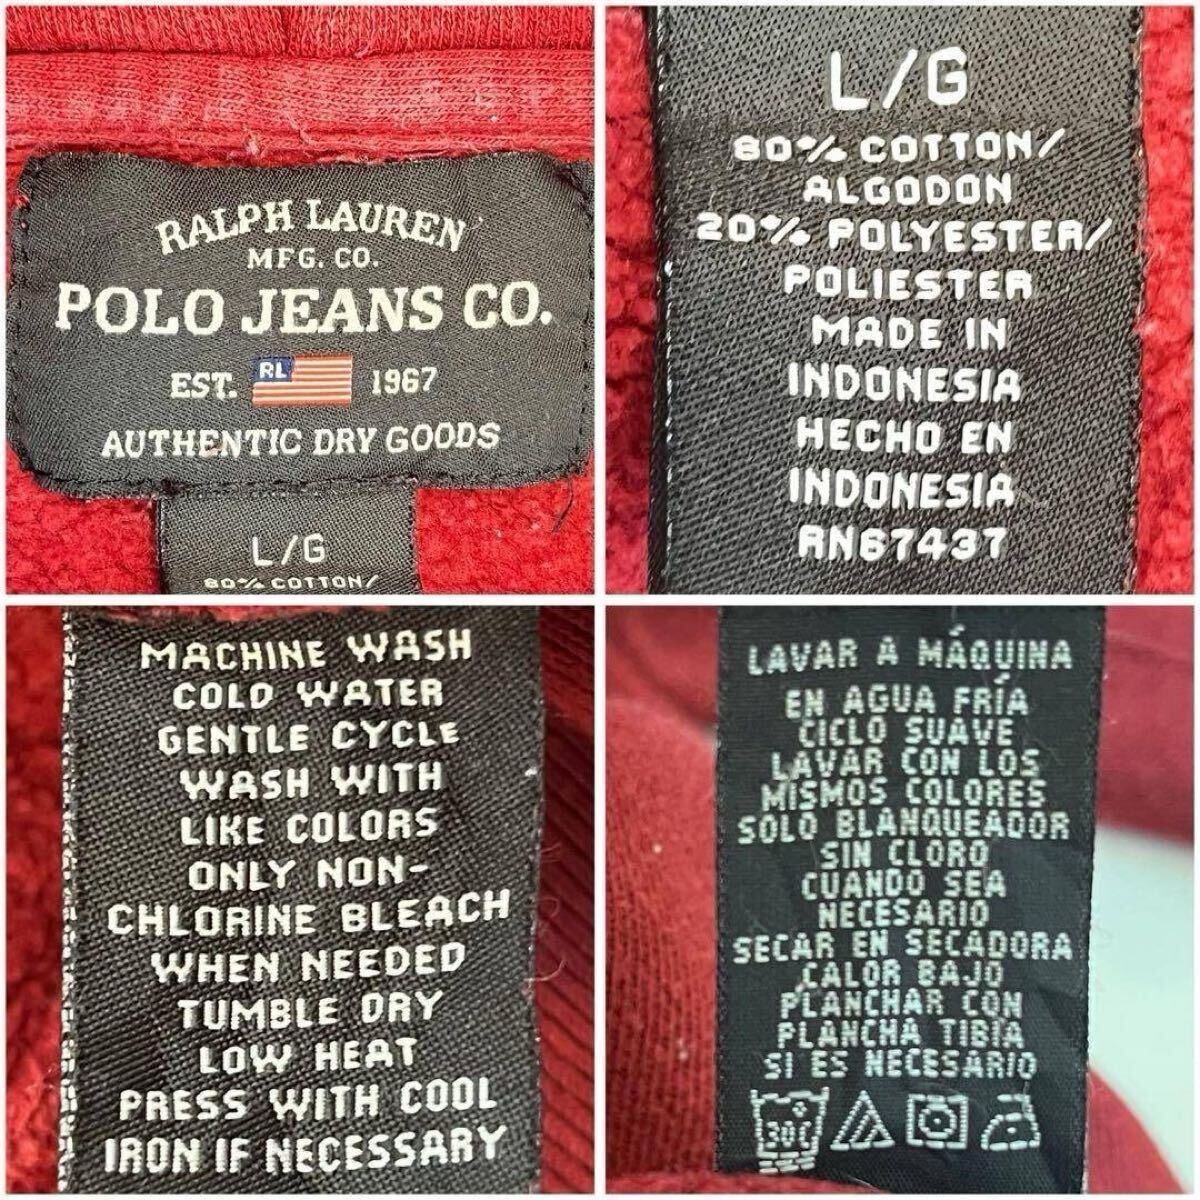 RALPH LAUREN
MFG. CO.
POLO JEANS CO.
EST. RL 1967
AUTHENTIC DRY GOODS
L/G
80% COTTON/
L/G
80% COTTON/
ALGODON
20% POLYESTER/
POLIESTER
MADE IN
INDONESIA
HECHO EN
INDONESIA
RN67437
MACHINE WASH
COLD WATER
GENTLE CYCLE
WASH WITH
LIKE COLORS
ONLY NON-
CHLORINE BLEACH
WHEN NEEDED
TUMBLE DRY
LOW HEAT
PRESS WITH COOL
IRON IF NECESSARY
LAVAR A MÁQUINA
EN AGUA FRÍA
CICLO SUAVE
LAVAR CON LOS
MISMOS COLORES
SOLO BLANQUEADOR
SIN CLORO
CUANDO SEA
NECESARIO
SECAR EN SECADORA
CALOR BAJO
PLANCHAR CON
PLANCHA TIBIA
SI ES NECESARIO
30C